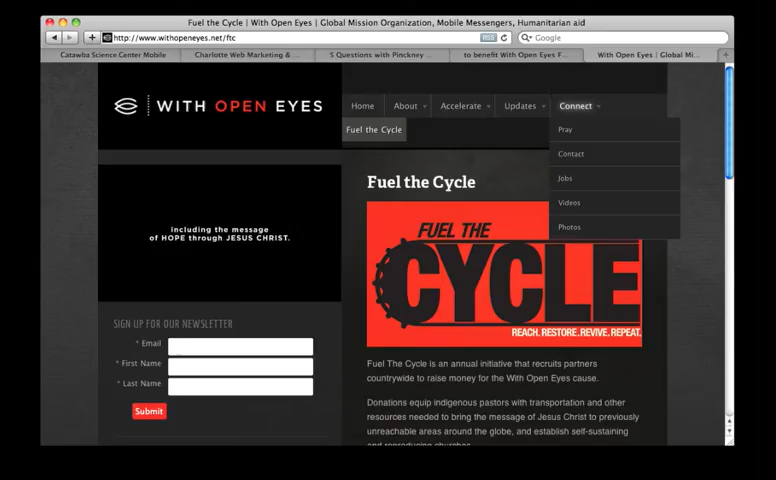 Fuel the Cycle | With Open Eyes | Global Mission Organization, Mobile Messengers, Humanitarian aid
http://www.withopeneyes.net/ftc
RSS
Google
Catawba Science Center Mobile
Charlotte Web Marketing & ...
5 Questions with Pinckney ...
to benefit With Open Eyes F...
With Open Eyes | Global Mi...
WITH OPEN EYES
Home
About
Accelerate
Updates
Connect
Fuel the Cycle
Pray
Contact
Jobs
Videos
Photos
including the message
of HOPE through JESUS CHRIST.
SIGN UP FOR OUR NEWSLETTER
* Email
* First Name
* Last Name
Submit
Fuel the Cycle
FUEL THE
CYCLE
REACH. RESTORE. REVIVE. REPEAT.
Fuel The Cycle is an annual initiative that recruits partners
countrywide to raise money for the With Open Eyes cause.
Donations equip indigenous pastors with transportation and other
resources needed to bring the message of Jesus Christ to previously
unreachable areas around the globe, and establish self-sustaining
and reproducing churches.